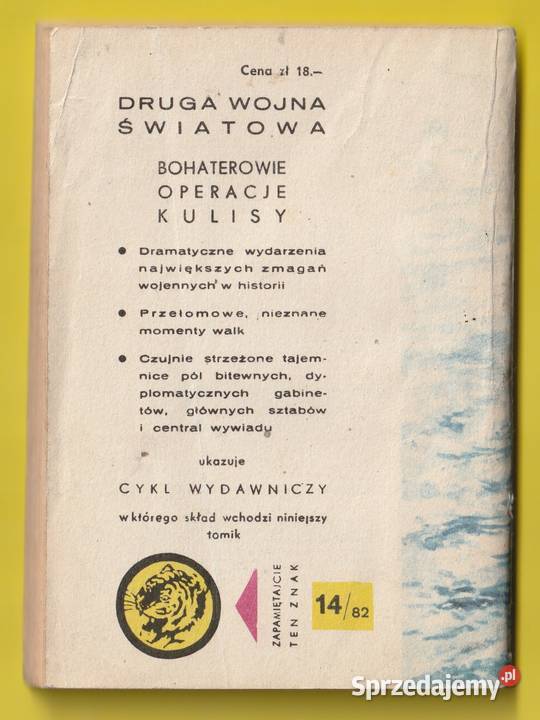 Cena zł 18.—
DRUGA WOJNA
ŚWIATOWA
BOHATEROWIE
OPERACJE
KULISY
● Dramatyczne wydarzenia
największych zmagań
wojennych w historii
● Przełomowe, nieznane
momenty walk
● Czujnie strzeżone tajem-
nice pól bitewnych, dy-
plomatycznych gabine-
tów, głównych sztabów
i central wywiadu
ukazuje
CYKL WYDAWNICZY
w którego skład wchodzi niniejszy
tomik
ZAPAMIĘTAJCIE
TEN ZNAK
14/82
Sprzedajemy.pl